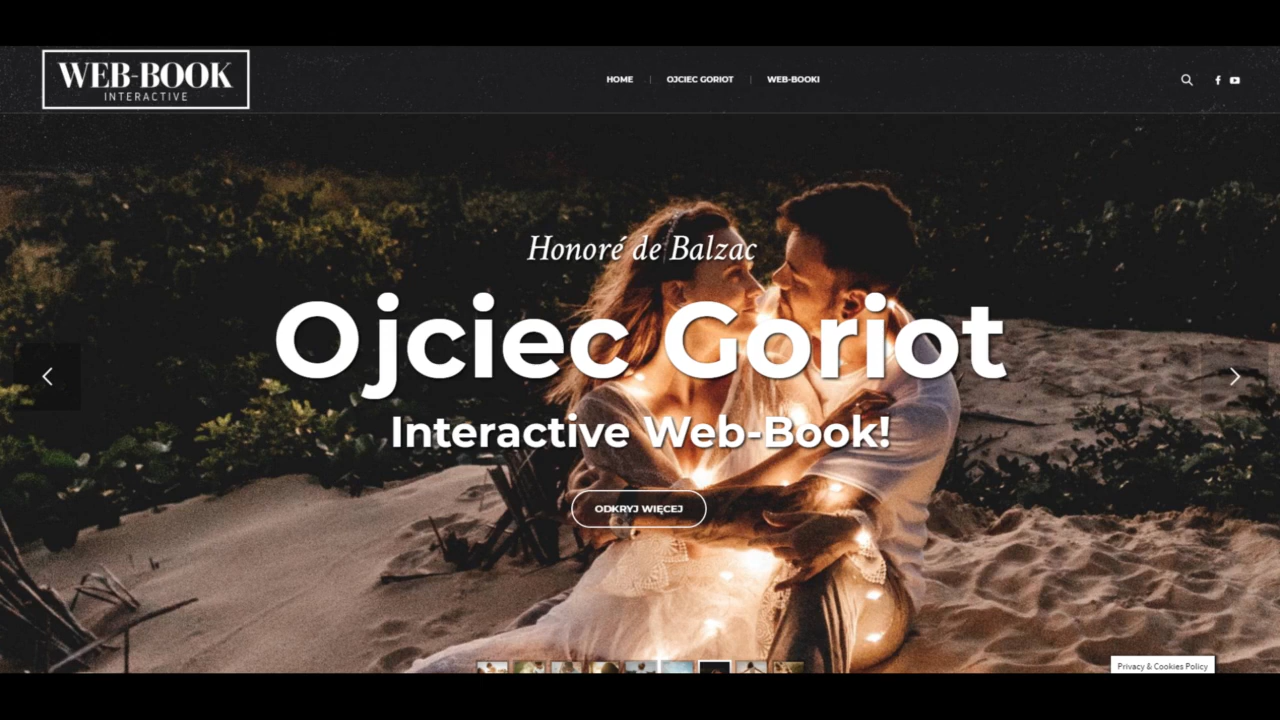 WEB-BOOK
INTERACTIVE
HOME
OJCIEC GORIOT
WEB-BOOKI
Honoré de Balzac
Ojciec Goriot
Interactive Web-Book!
ODKRYJ WIĘCEJ
Privacy & Cookies Policy